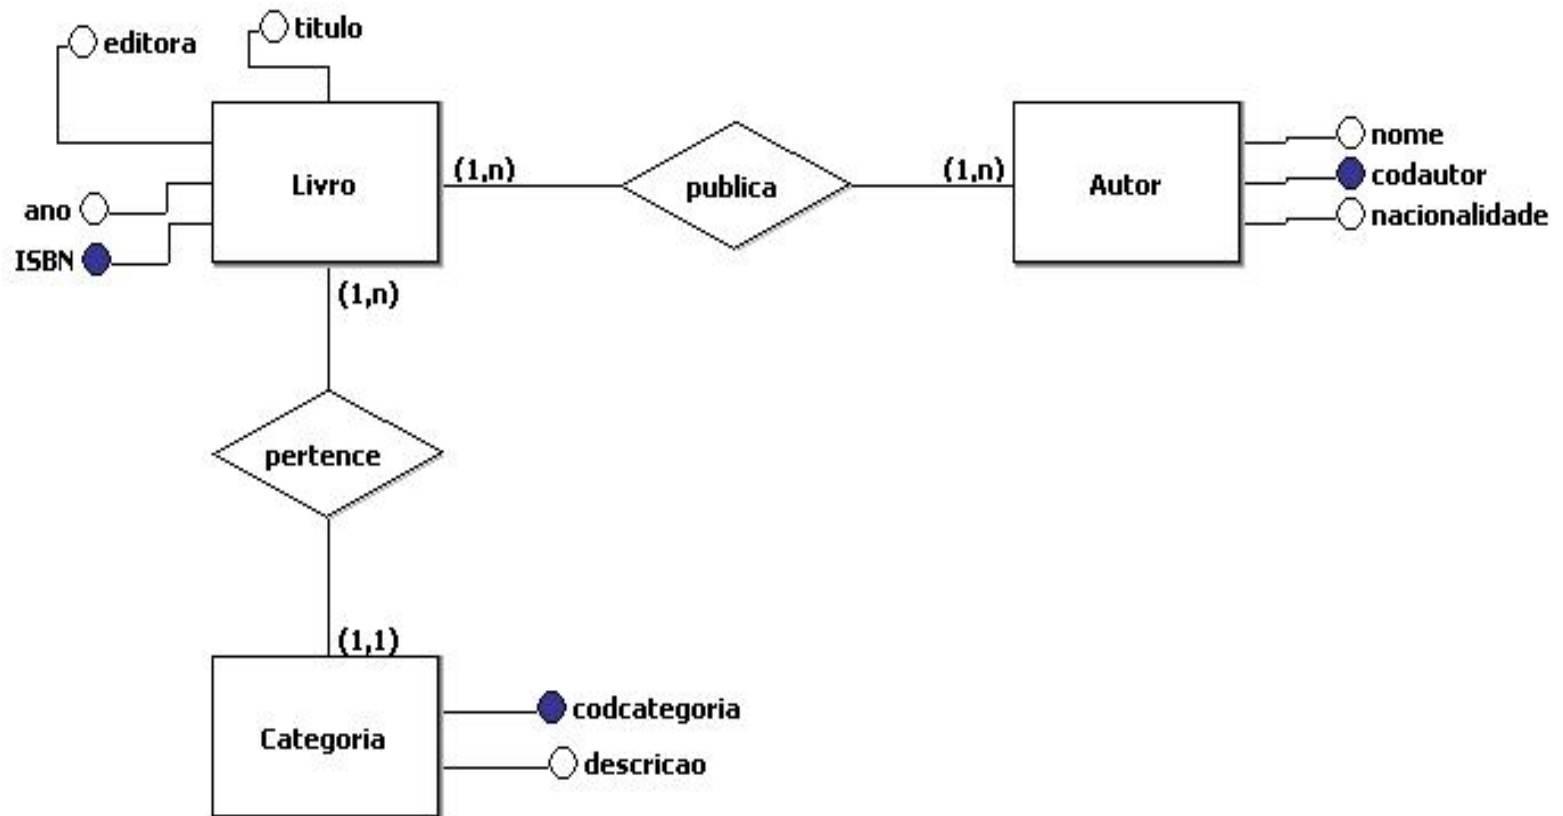 editora
titulo
Livro
(1,n)
publica
(1,n)
Autor
nome
codautor
nacionalidade
ano
ISBN
(1,n)
pertence
(1,1)
Categoria
codcategoria
descricao